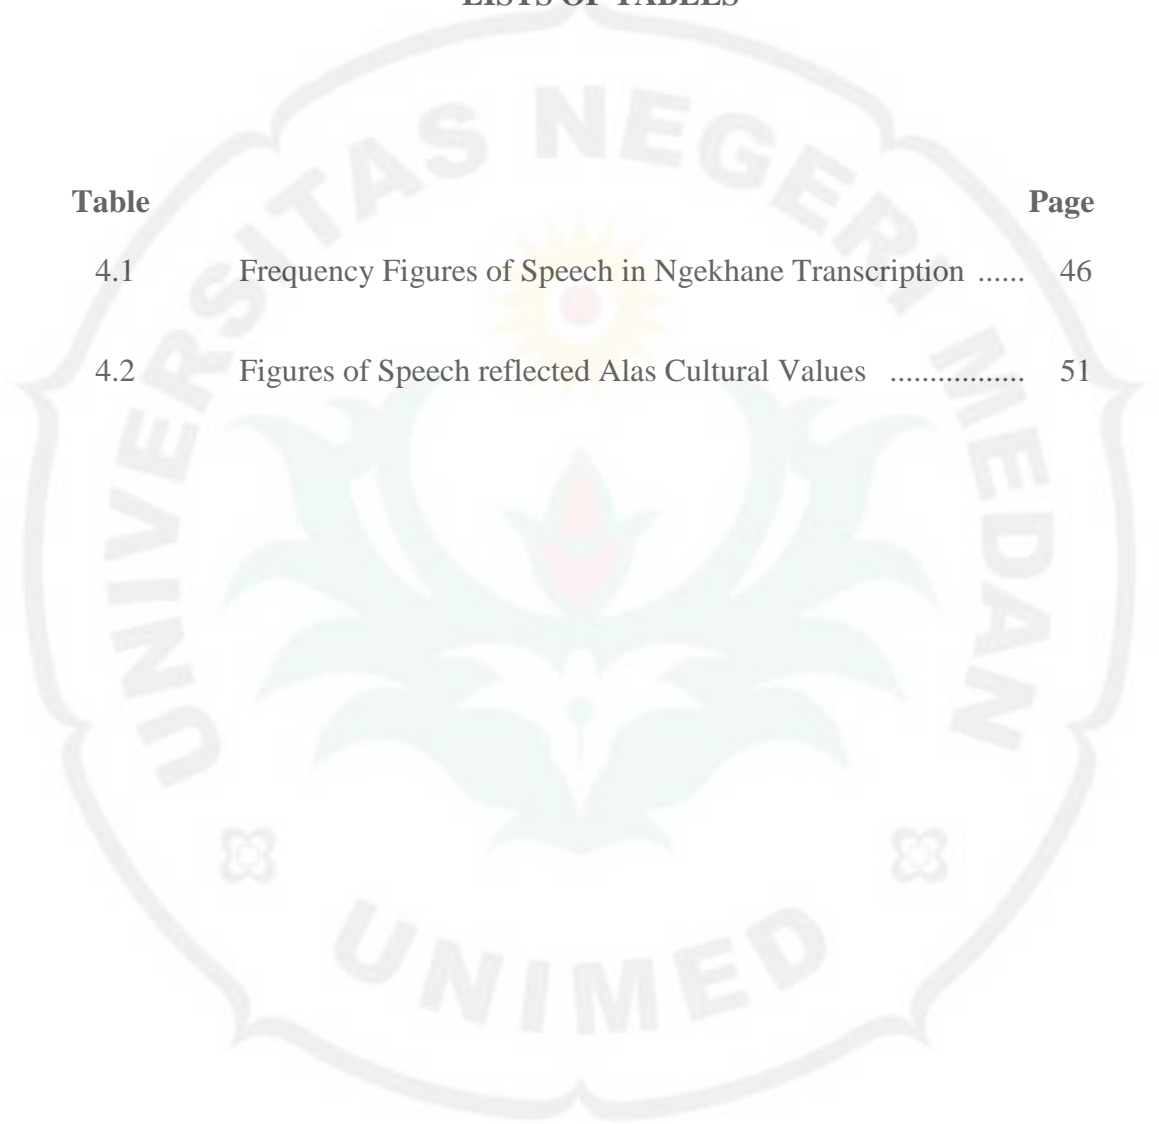 LISTS OF TABLES
Table Page
4.1 Frequency Figures of Speech in Ngekhane Transcription ...... 46
4.2 Figures of Speech reflected Alas Cultural Values ................. 51
UNIVERSITAS NEGERI MEDAN
UNIMED